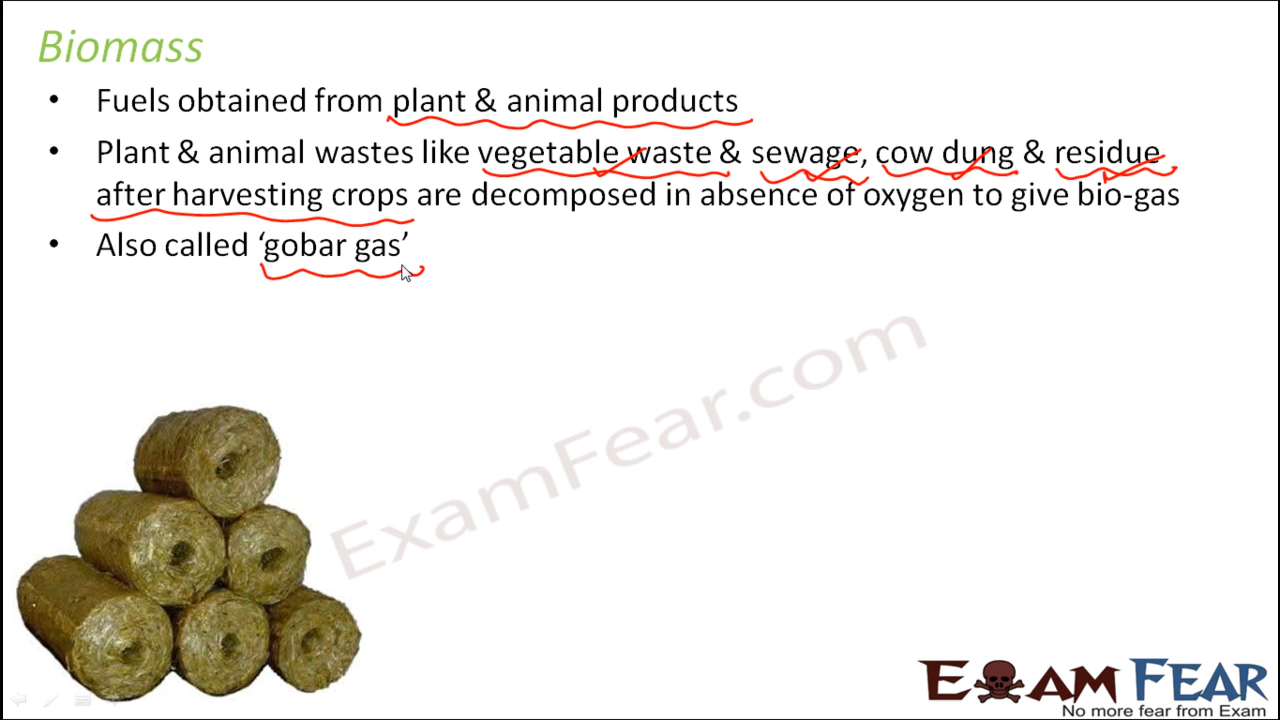 Biomass
• Fuels obtained from plant & animal products
• Plant & animal wastes like vegetable waste & sewage, cow dung & residue
after harvesting crops are decomposed in absence of oxygen to give bio-gas
• Also called ‘gobar gas’
ExamFear.com
EXAM FEAR
No more fear from Exam